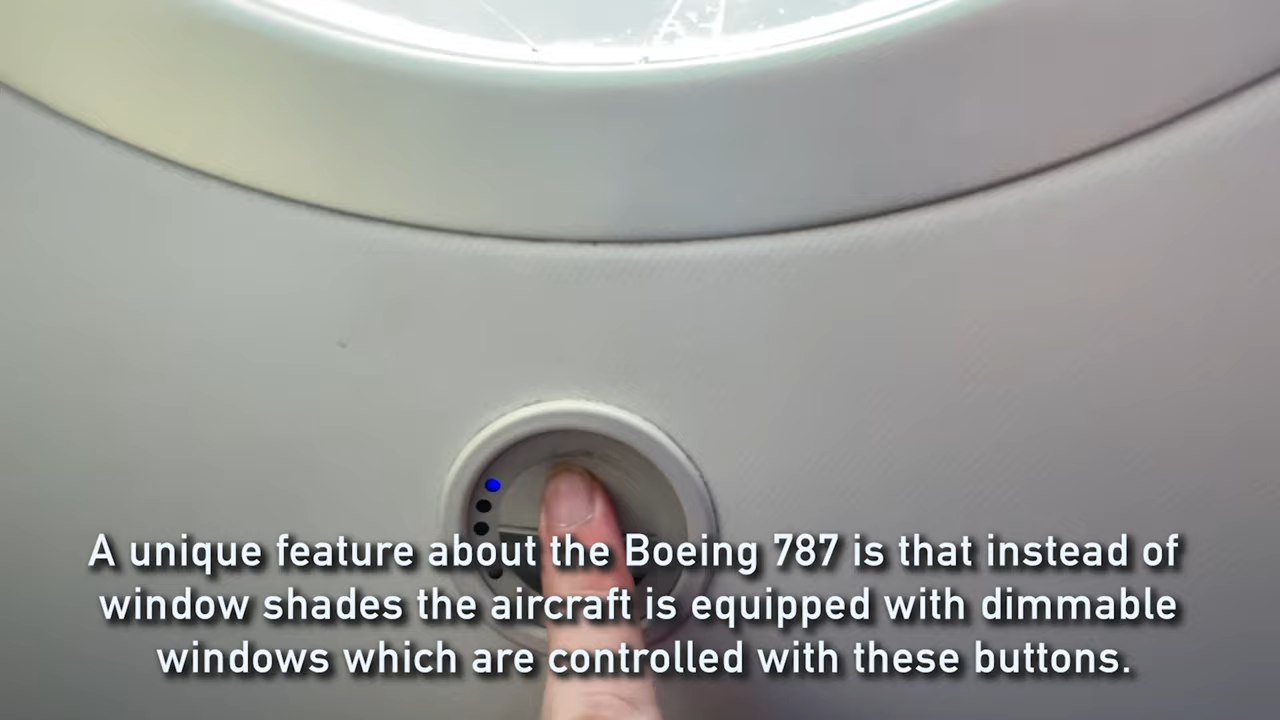 A unique feature about the Boeing 787 is that instead of
window shades the aircraft is equipped with dimmable
windows which are controlled with these buttons.